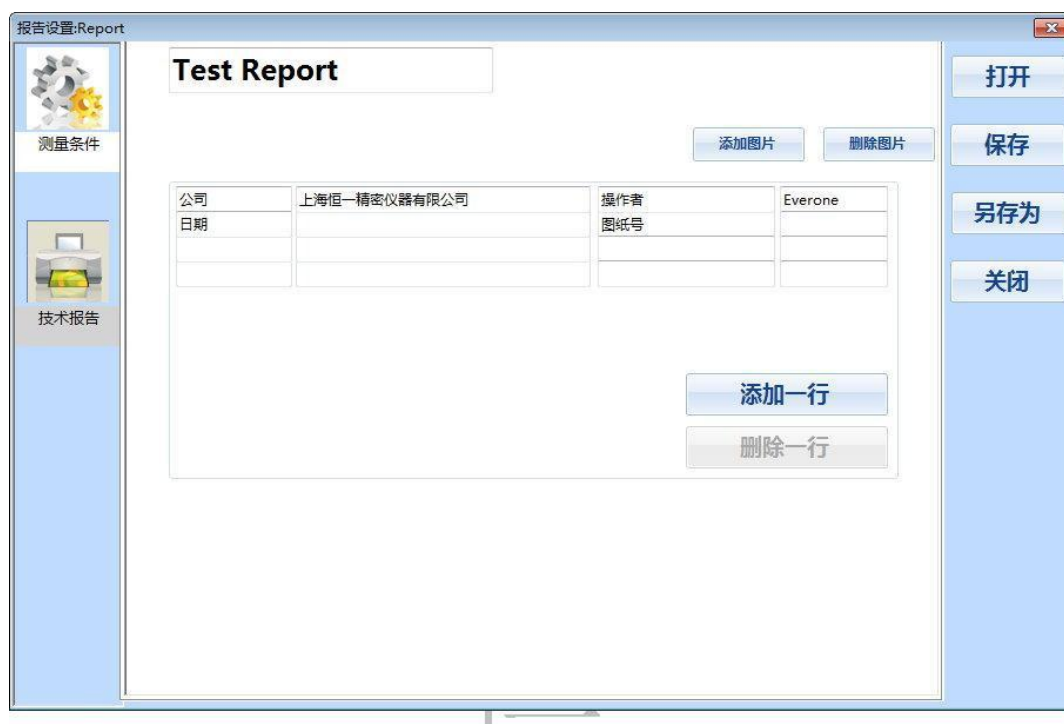 报告设置:Report
测量条件
技术报告
Test Report
添加图片 删除图片
公司 上海恒一精密仪器有限公司 操作者 Everone
日期 图纸号
添加一行
删除一行
打开
保存
另存为
关闭